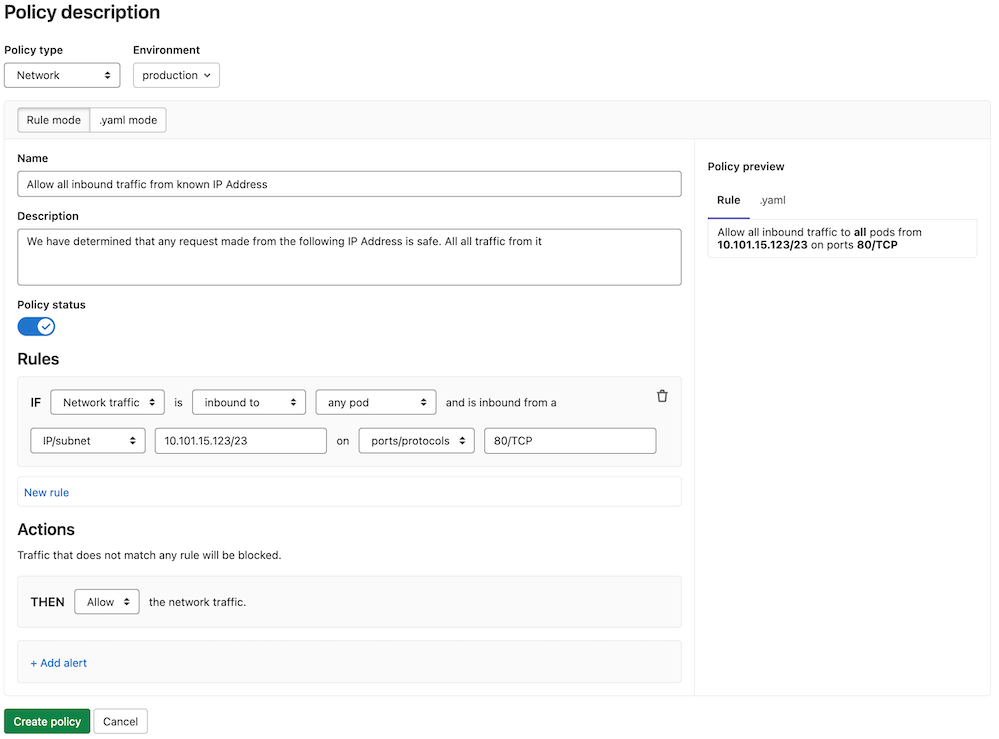 Policy description
Policy type
Environment
Network
production
Rule mode
.yaml mode
Name
Allow all inbound traffic from known IP Address
Description
We have determined that any request made from the following IP Address is safe. All all traffic from it
Policy status
Rules
IF Network traffic is inbound to any pod and is inbound from a
IP/subnet 10.101.15.123/23 on ports/protocols 80/TCP
New rule
Actions
Traffic that does not match any rule will be blocked.
THEN Allow the network traffic.
+ Add alert
Policy preview
Rule
.yaml
Allow all inbound traffic to all pods from
10.101.15.123/23 on ports 80/TCP
Create policy
Cancel